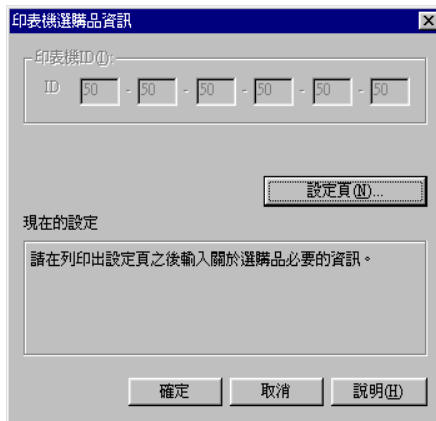 印表機選購品資訊
印表機ID(I):
ID 50 - 50 - 50 - 50 - 50 - 50
設定頁(N)...
現在的設定
請在列印出設定頁之後輸入關於選購品必要的資訊。
確定 取消 說明(H)